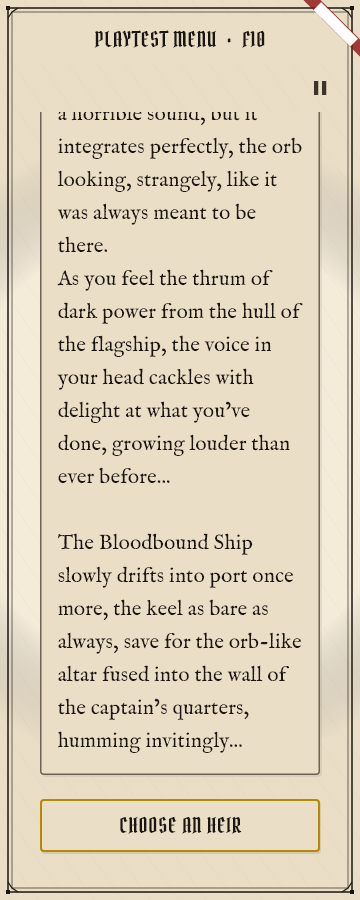 PLAYTEST MENU · F10
a horrible sound, but it
integrates perfectly, the orb
looking, strangely, like it
was always meant to be
there.
As you feel the thrum of
dark power from the hull of
the flagship, the voice in
your head cackles with
delight at what you've
done, growing louder than
ever before...
The Bloodbound Ship
slowly drifts into port once
more, the keel as bare as
always, save for the orb-like
altar fused into the wall of
the captain's quarters,
humming invitingly...
CHOOSE AN HEIR